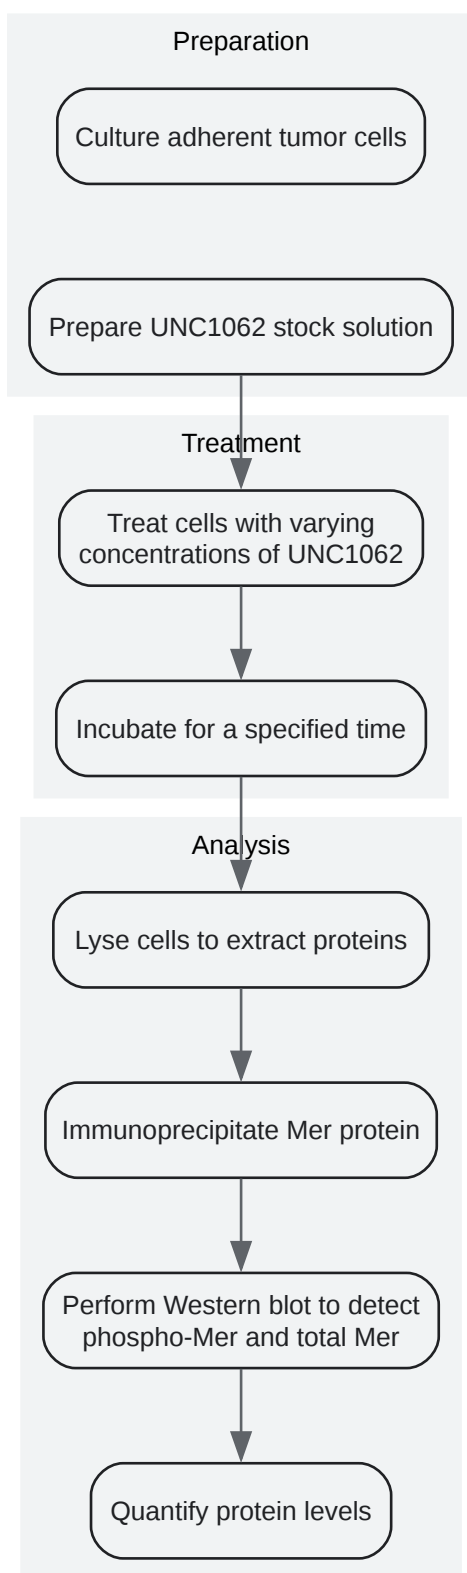 Preparation
Culture adherent tumor cells
Prepare UNC1062 stock solution
Treatment
Treat cells with varying
concentrations of UNC1062
Incubate for a specified time
Analysis
Lyse cells to extract proteins
Immunoprecipitate Mer protein
Perform Western blot to detect
phospho-Mer and total Mer
Quantify protein levels